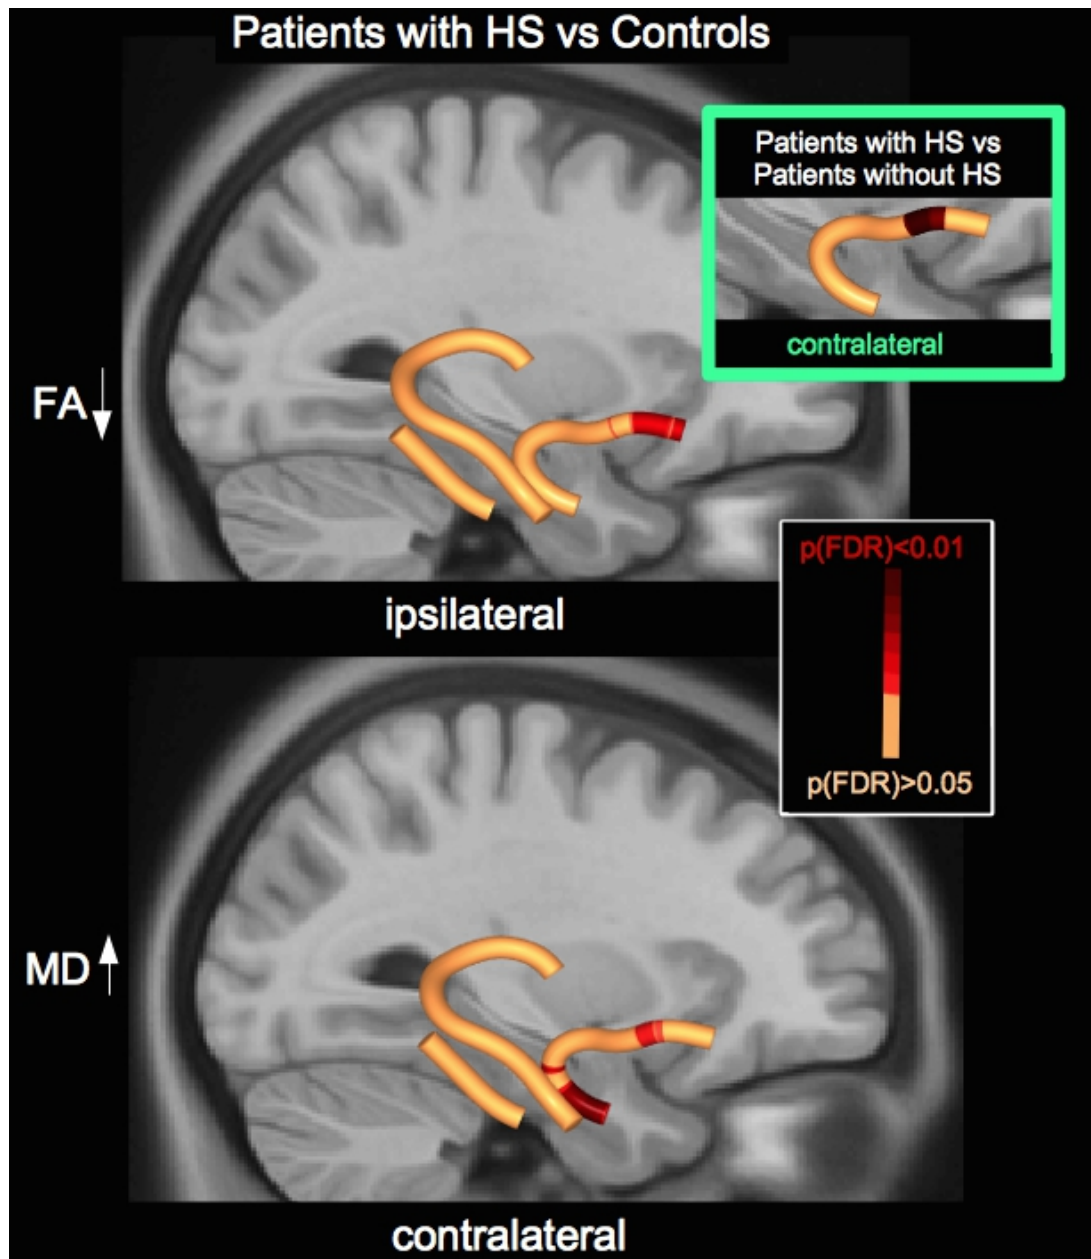 Patients with HS vs Controls
Patients with HS vs
Patients without HS
contralateral
FA
p(FDR)<0.01
p(FDR)>0.05
ipsilateral
MD
contralateral